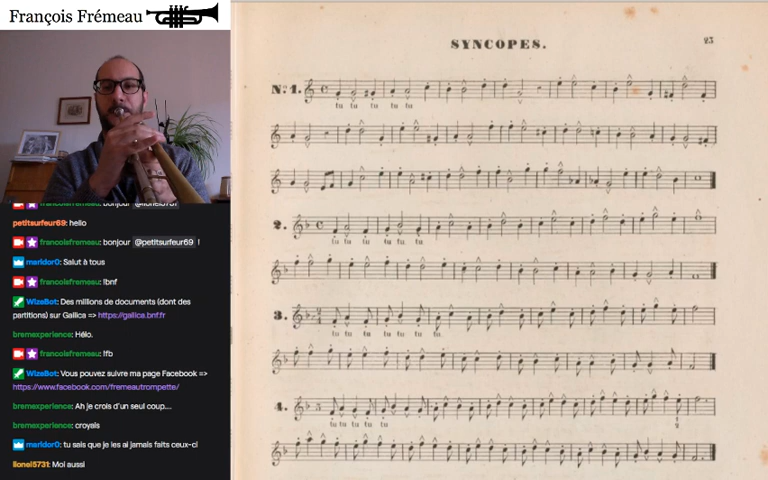 François Frémeau
francoisfremeau: bonjour @lionel5731
petitsurfeur69: hello
francoisfremeau: bonjour @petitsurfeur69 !
maridor0: Salut à tous
francoisfremeau: !bnf
WizeBot: Des millions de documents (dont des
partitions) sur Gallica => https://gallica.bnf.fr
bremexperience: Hélo.
francoisfremeau: !fb
WizeBot: Vous pouvez suivre ma page Facebook =>
https://www.facebook.com/fremeautrompette/
bremexperience: Ah je crois d'un seul coup...
bremexperience: croyais
maridor0: tu sais que je les ai jamais faits ceux-ci
lionel5731: Moi aussi
SYNCOPES.
25
No. 1.
tu tu tu tu tu
2.
tu tu tu tu tu
3.
tu tu tu tu tu tu
4.
tu tu tu tu tu